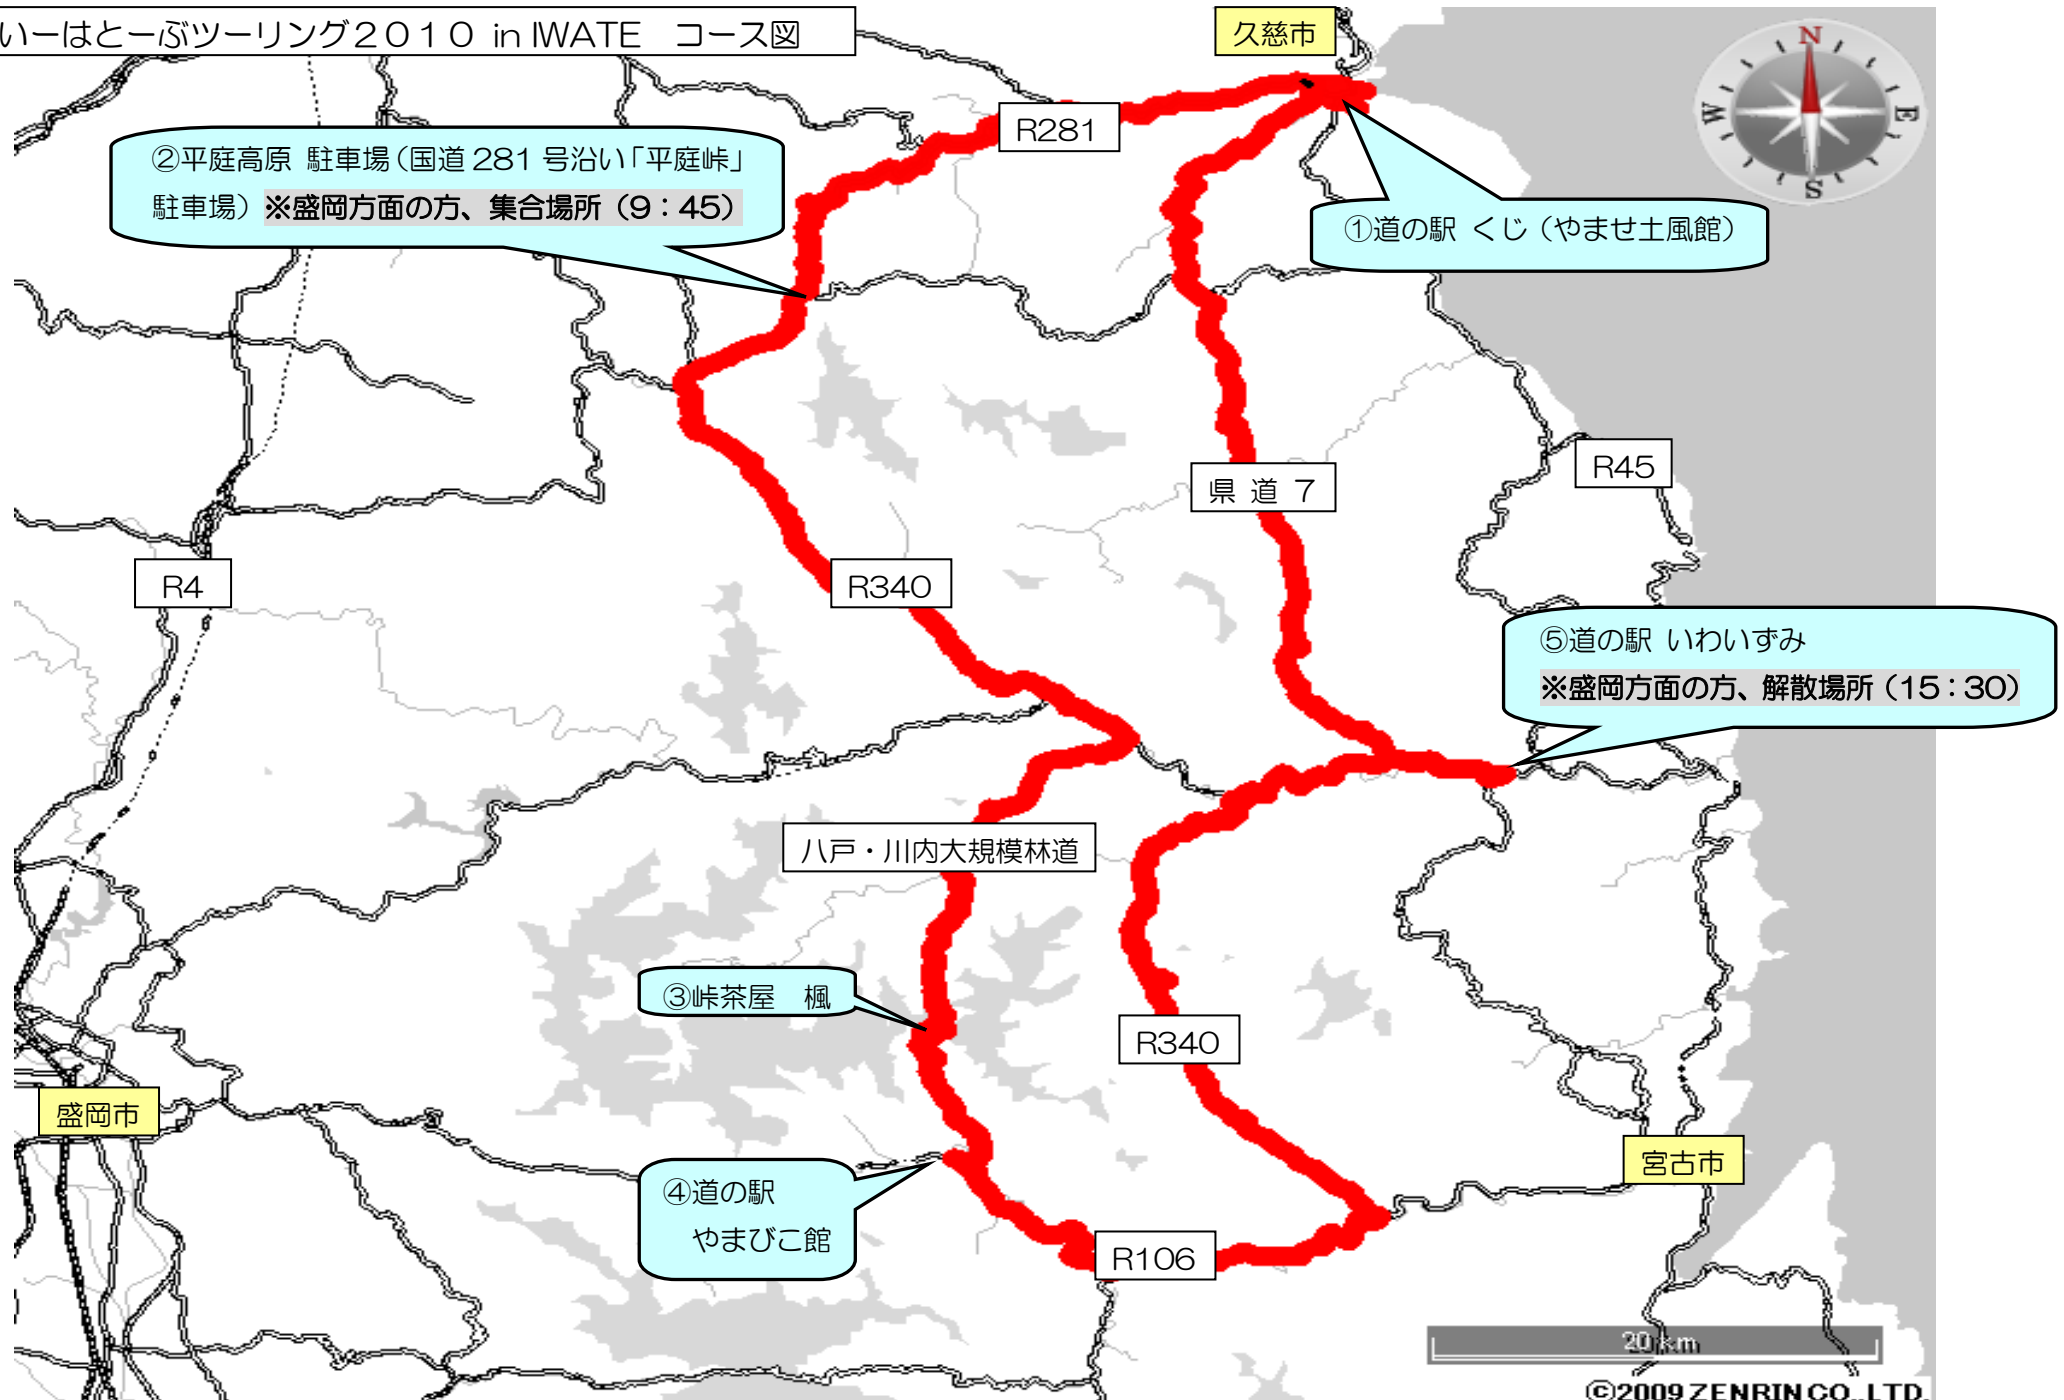 いーはとーぶツーリング２０１０ in IWATE　コース図
久慈市
N
E
W
S
R281
②平庭高原 駐車場（国道 281 号沿い「平庭峠」
駐車場）※盛岡方面の方、集合場所（9：45）
①道の駅 くじ（やませ土風館）
R45
県 道 7
R4
R340
⑤道の駅 いわいずみ
※盛岡方面の方、解散場所（15：30）
八戸・川内大規模林道
③峠茶屋　楓
R340
盛岡市
宮古市
④道の駅
やまびこ館
R106
20 km
©2009 ZENRIN CO.,LTD.